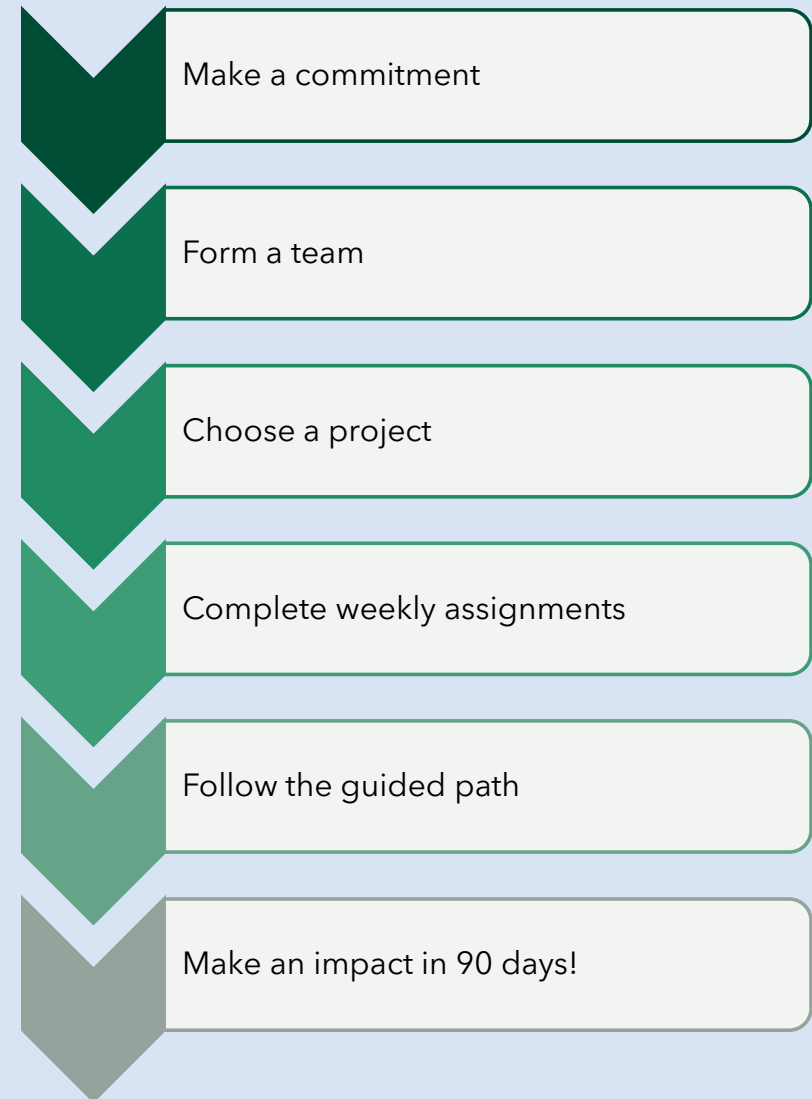 Make a commitment
Form a team
Choose a project
Complete weekly assignments
Follow the guided path
Make an impact in 90 days!